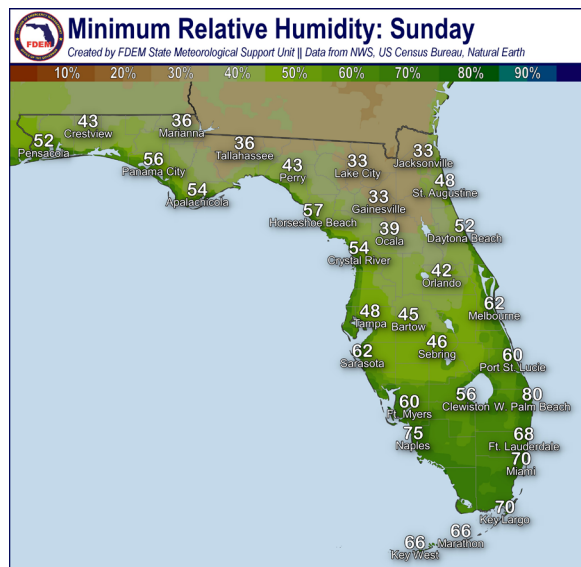 FDEM
Minimum Relative Humidity: Sunday
Created by FDEM State Meteorological Support Unit || Data from NWS, US Census Bureau, Natural Earth
10% 20% 30% 40% 50% 60% 70% 80% 90%
43
Crestview
36
Marianna
52
Pensacola
56
Panama City
36
Tallahassee
54
Apalachicola
43
Perry
33
Lake City
33
Jacksonville
48
St. Augustine
33
Gainesville
57
Horseshoe Beach
39
Ocala
52
Daytona Beach
54
Crystal River
42
Orlando
62
Melbourne
48
Tampa
45
Bartow
46
Sebring
62
Sarasota
60
Port St. Lucie
60
Ft. Myers
56
Clewiston
80
W. Palm Beach
75
Naples
68
Ft. Lauderdale
70
Miami
70
Key Largo
66
Marathon
66
Key West